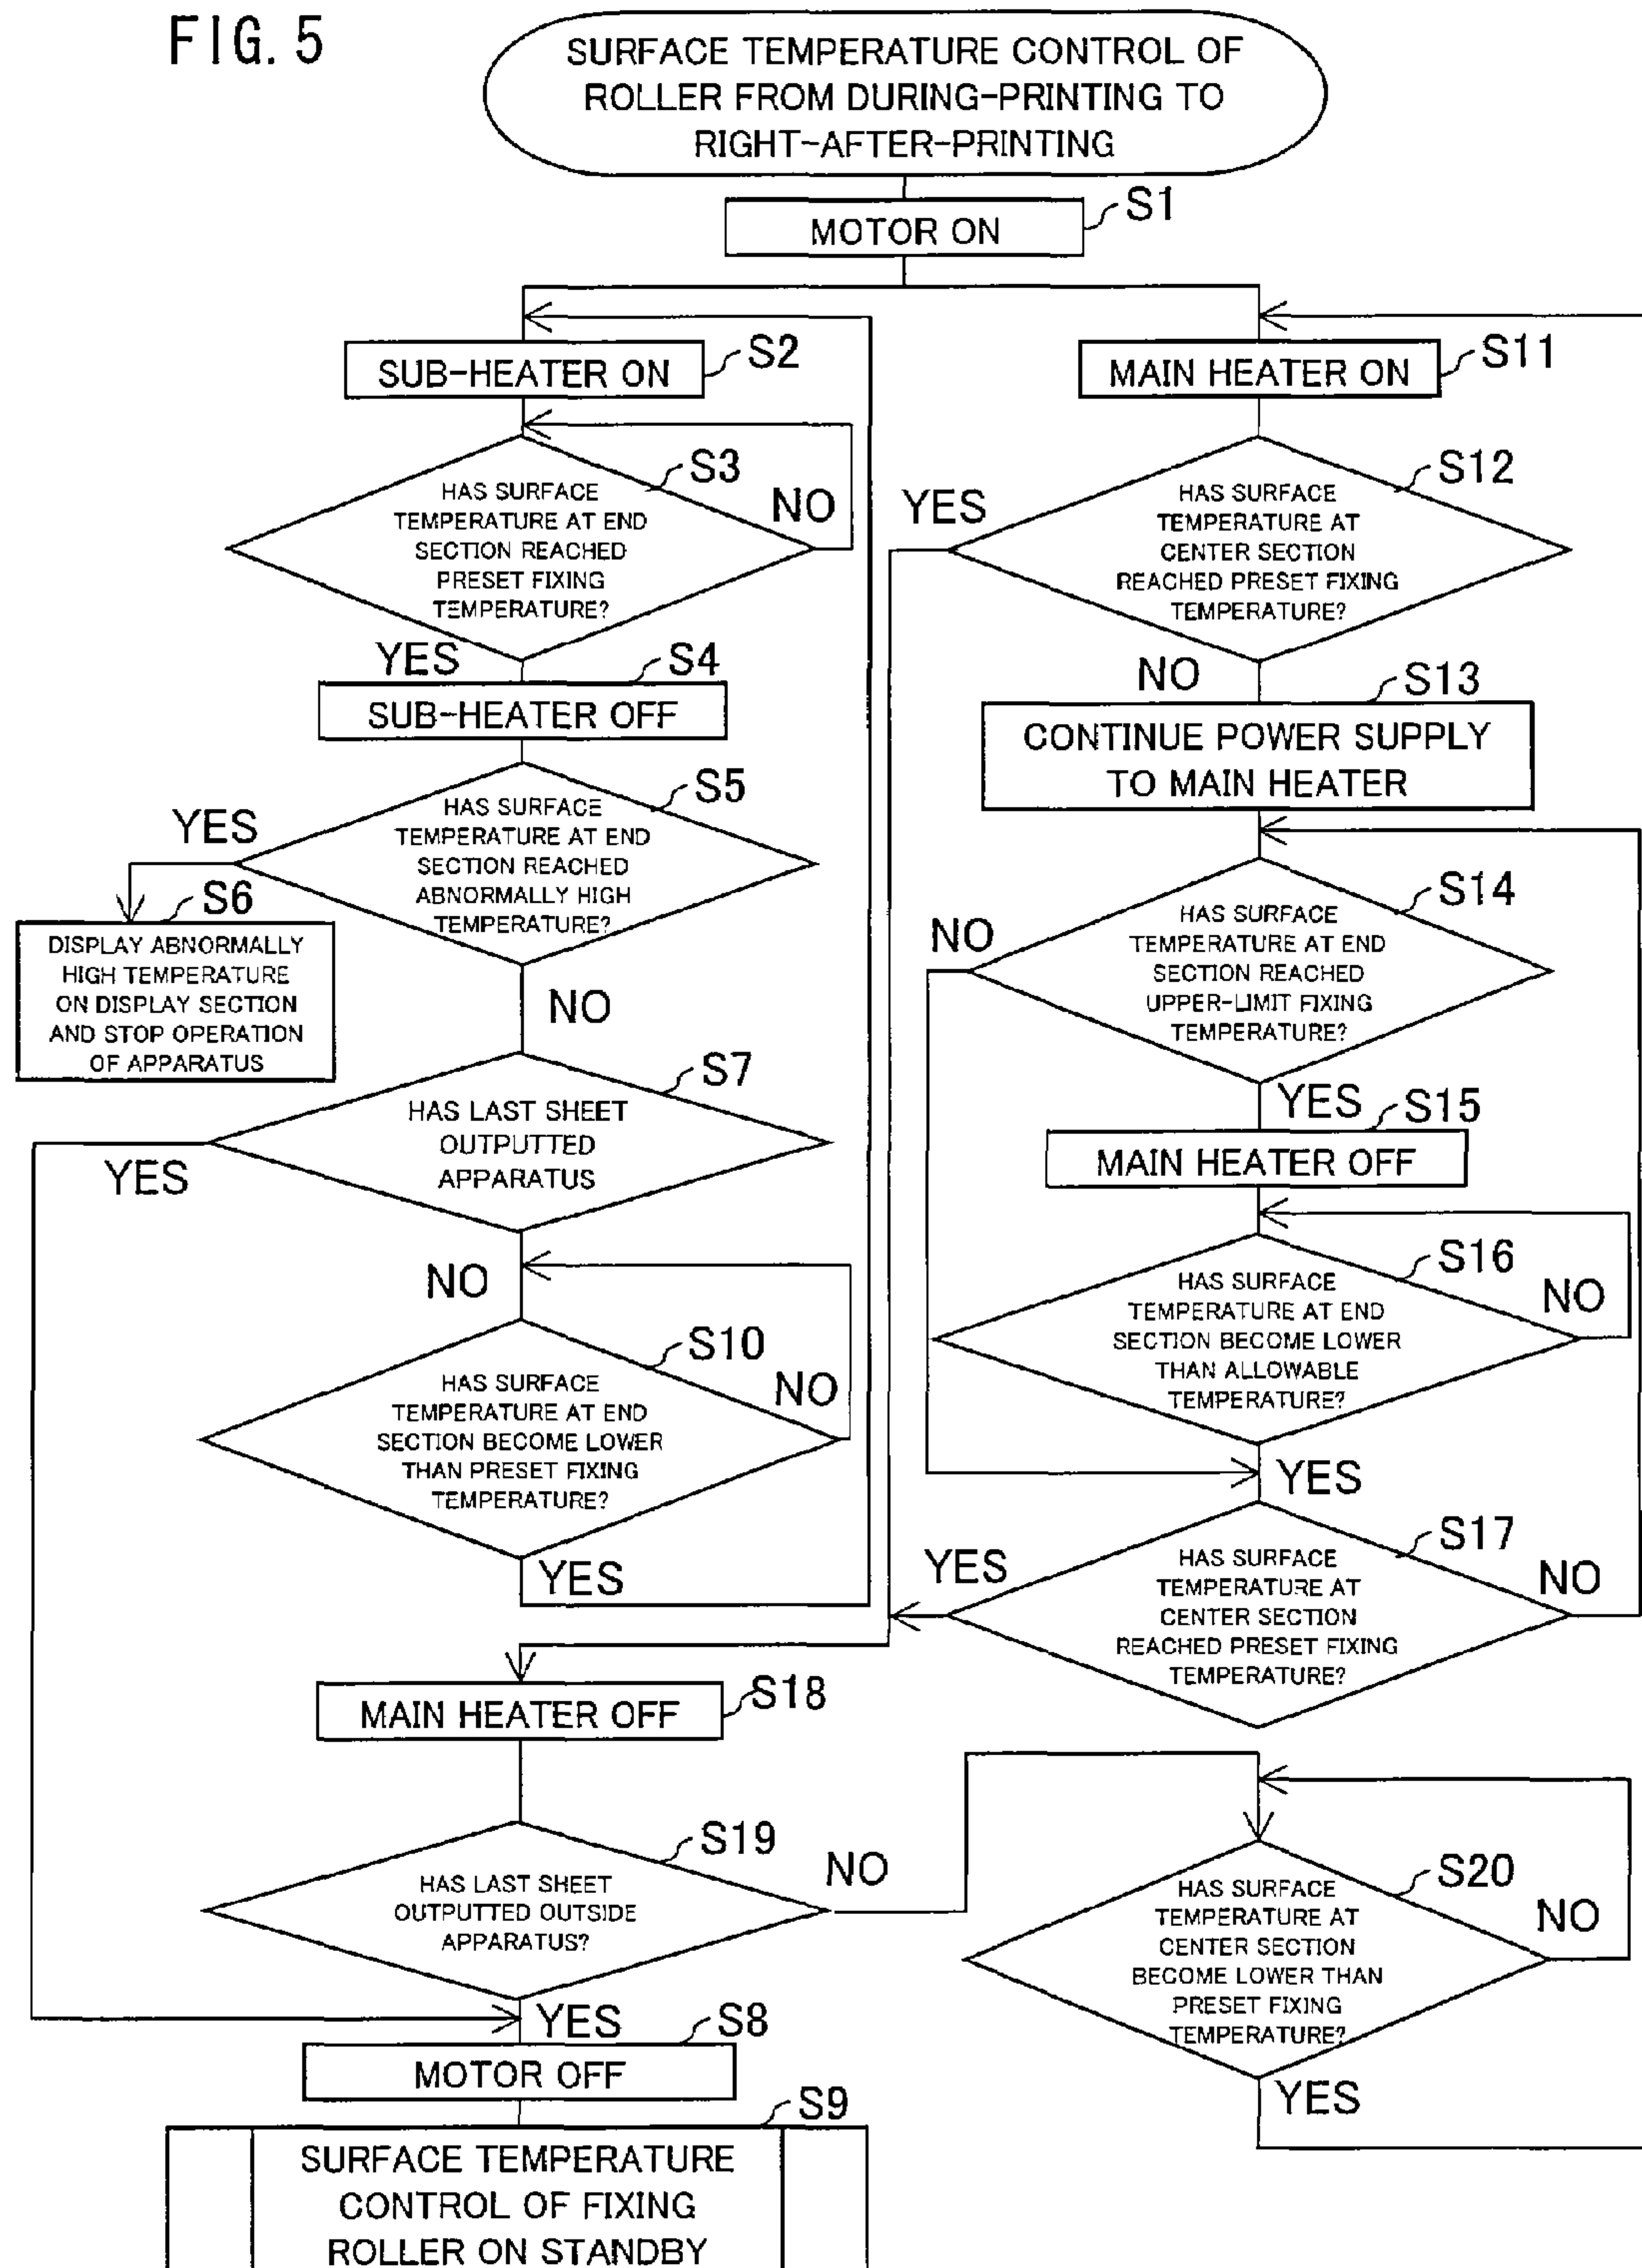 FIG. 5
SURFACE TEMPERATURE CONTROL OF
ROLLER FROM DURING-PRINTING TO
RIGHT-AFTER-PRINTING
S1
MOTOR ON
S2
SUB-HEATER ON
S3
HAS SURFACE
TEMPERATURE AT END
SECTION REACHED
PRESET FIXING
TEMPERATURE?
NO
YES
S4
SUB-HEATER OFF
S5
HAS SURFACE
TEMPERATURE AT END
SECTION REACHED
ABNORMALLY HIGH
TEMPERATURE?
YES
S6
DISPLAY ABNORMALLY
HIGH TEMPERATURE
ON DISPLAY SECTION
AND STOP OPERATION
OF APPARATUS
NO
S7
HAS LAST SHEET
OUTPUTTED
APPARATUS
YES
NO
S10
HAS SURFACE
TEMPERATURE AT END
SECTION BECOME LOWER
THAN PRESET FIXING
TEMPERATURE?
NO
YES
S11
MAIN HEATER ON
S12
HAS SURFACE
TEMPERATURE AT
CENTER SECTION
REACHED PRESET FIXING
TEMPERATURE?
YES
NO
S13
CONTINUE POWER SUPPLY
TO MAIN HEATER
S14
HAS SURFACE
TEMPERATURE AT END
SECTION REACHED
UPPER-LIMIT FIXING
TEMPERATURE?
NO
YES
S15
MAIN HEATER OFF
S16
HAS SURFACE
TEMPERATURE AT END
SECTION BECOME LOWER
THAN ALLOWABLE
TEMPERATURE?
NO
YES
S17
HAS SURFACE
TEMPERATURE AT
CENTER SECTION
REACHED PRESET FIXING
TEMPERATURE?
YES
NO
S18
MAIN HEATER OFF
S19
HAS LAST SHEET
OUTPUTTED OUTSIDE
APPARATUS?
NO
YES
S20
HAS SURFACE
TEMPERATURE AT
CENTER SECTION
BECOME LOWER THAN
PRESET FIXING
TEMPERATURE?
NO
YES
S8
MOTOR OFF
S9
SURFACE TEMPERATURE
CONTROL OF FIXING
ROLLER ON STANDBY